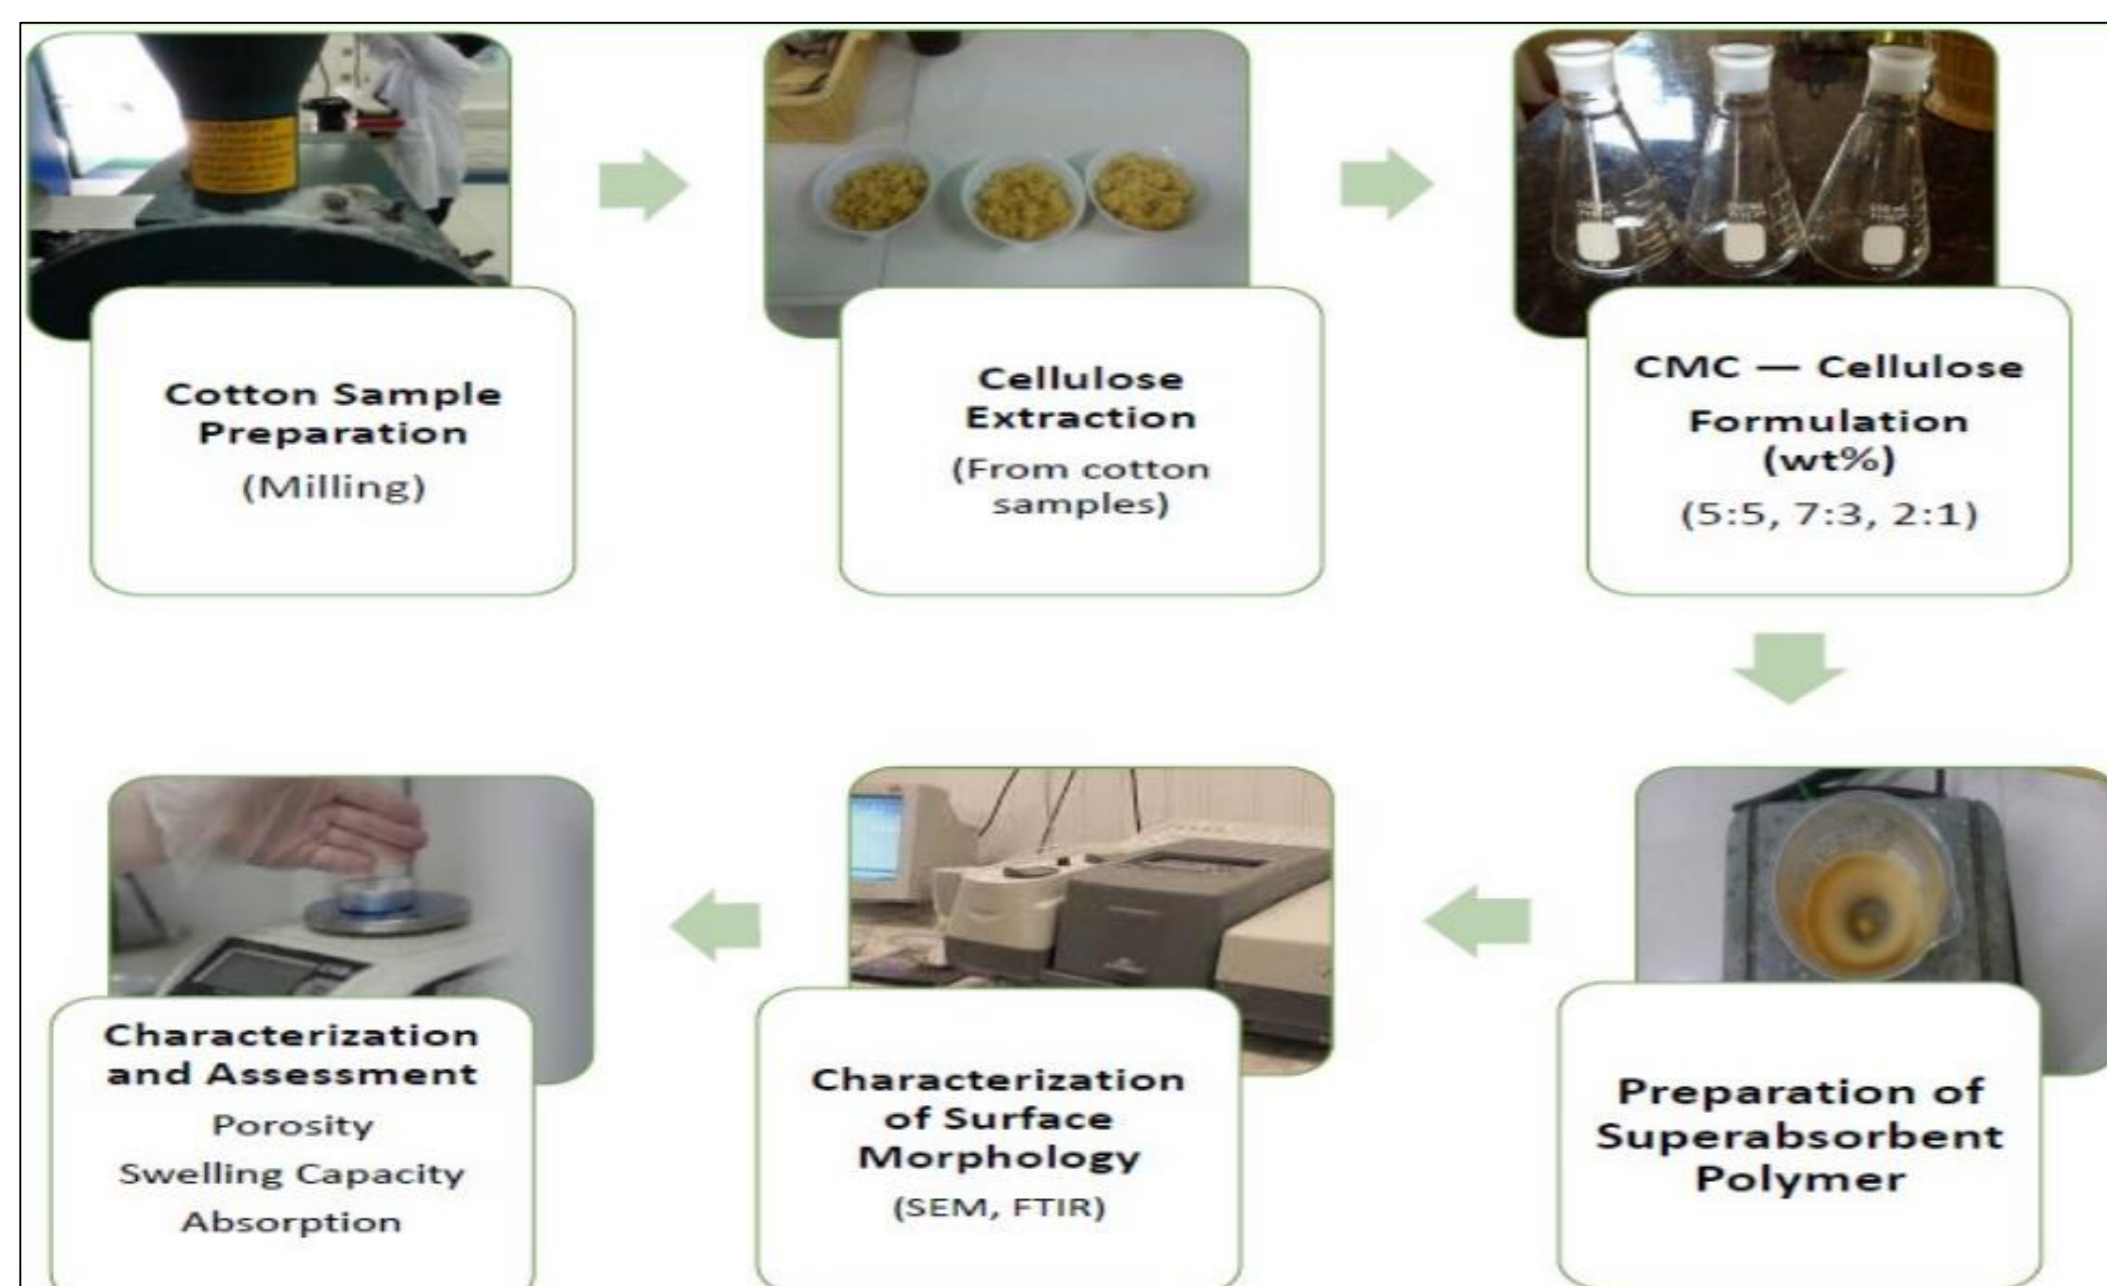 Cotton Sample
Preparation
(Milling)
Cellulose
Extraction
(From cotton
samples)
CMC — Cellulose
Formulation
(wt%)
(5:5, 7:3, 2:1)
Preparation of
Superabsorbent
Polymer
Characterization
of Surface
Morphology
(SEM, FTIR)
Characterization
and Assessment
Porosity
Swelling Capacity
Absorption